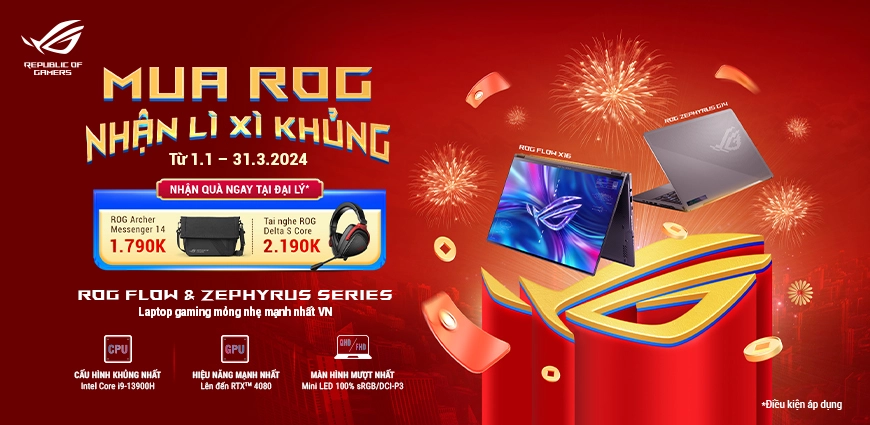 REPUBLIC OF
GAMERS
MUA ROG
NHẬN LÌ XÌ KHỦNG
Từ 1.1 – 31.3.2024
NHẬN QUÀ NGAY TẠI ĐẠI LÝ*
ROG Archer
Messenger 14
1.790K
Tai nghe ROG
Delta S Core
2.190K
ROG FLOW & ZEPHYRUS SERIES
Laptop gaming mỏng nhẹ mạnh nhất VN
CPU
CẤU HÌNH KHỦNG NHẤT
Intel Core i9-13900H
GPU
HIỆU NĂNG MẠNH NHẤT
Lên đến RTX™ 4080
QHD/
FHD
MÀN HÌNH MƯỢT NHẤT
Mini LED 100% sRGB/DCI-P3
ROG FLOW X16
ROG ZEPHYRUS G14
*Điều kiện áp dụng